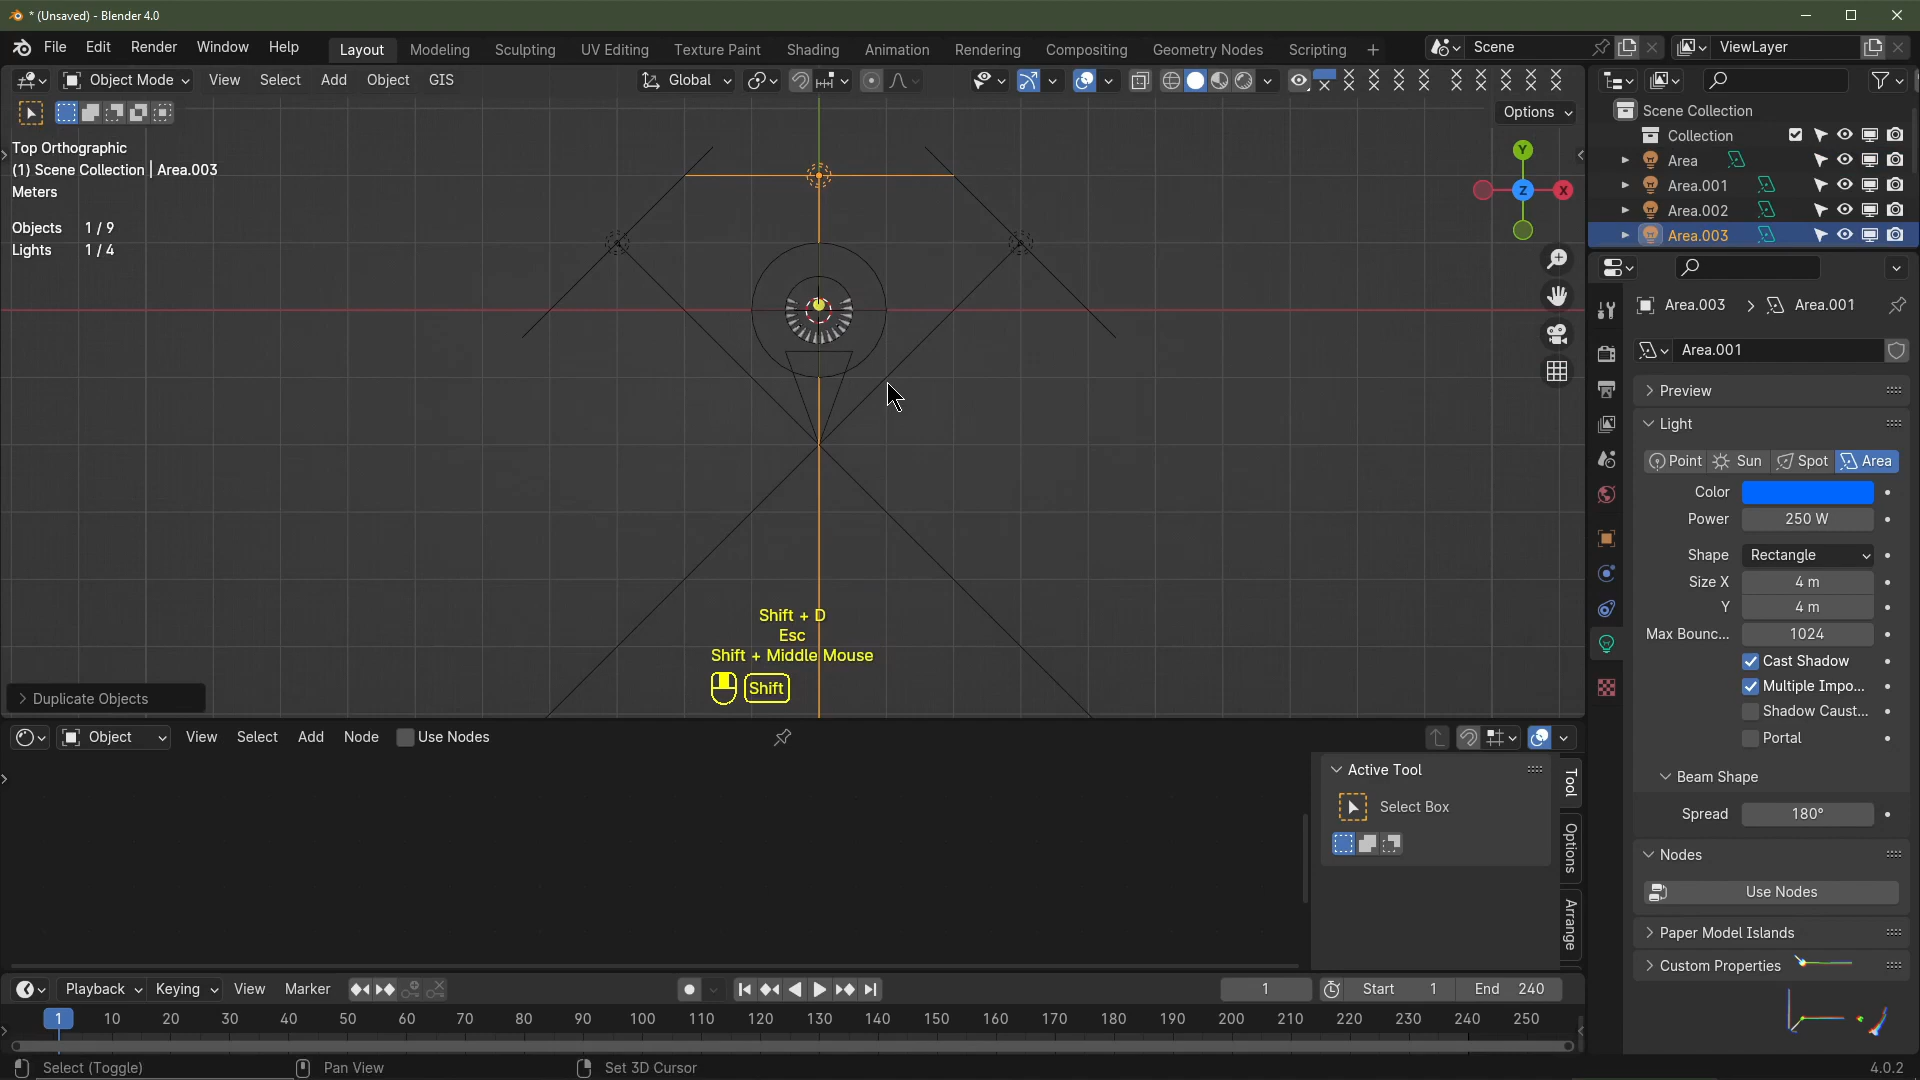 * (Unsaved) - Blender 4.0
File Edit Render Window Help Layout Modeling Sculpting UV Editing Texture Paint Shading Animation Rendering Compositing Geometry Nodes Scripting + Scene ViewLayer
Object Mode View Select Add Object GIS Global
Options
Top Orthographic
(1) Scene Collection | Area.003
Meters
Objects 1 / 9
Lights 1 / 4
Y
Z
X
Shift + D
Esc
Shift + Middle Mouse
Shift
Duplicate Objects
Scene Collection
Collection
Area
Area.001
Area.002
Area.003
Area.003 > Area.001
Area.001
Preview
Light
Point Sun Spot Area
Color
Power 250 W
Shape Rectangle
Size X 4 m
Y 4 m
Max Bounc... 1024
Cast Shadow
Multiple Impo...
Shadow Caust...
Portal
Beam Shape
Spread 180°
Nodes
Use Nodes
Paper Model Islands
Custom Properties
Object View Select Add Node Use Nodes
Active Tool
Select Box
Tool
Options
Arrange
Playback Keying View Marker 1 Start 1 End 240
1 10 20 30 40 50 60 70 80 90 100 110 120 130 140 150 160 170 180 190 200 210 220 230 240 250
Select (Toggle) Pan View Set 3D Cursor 4.0.2